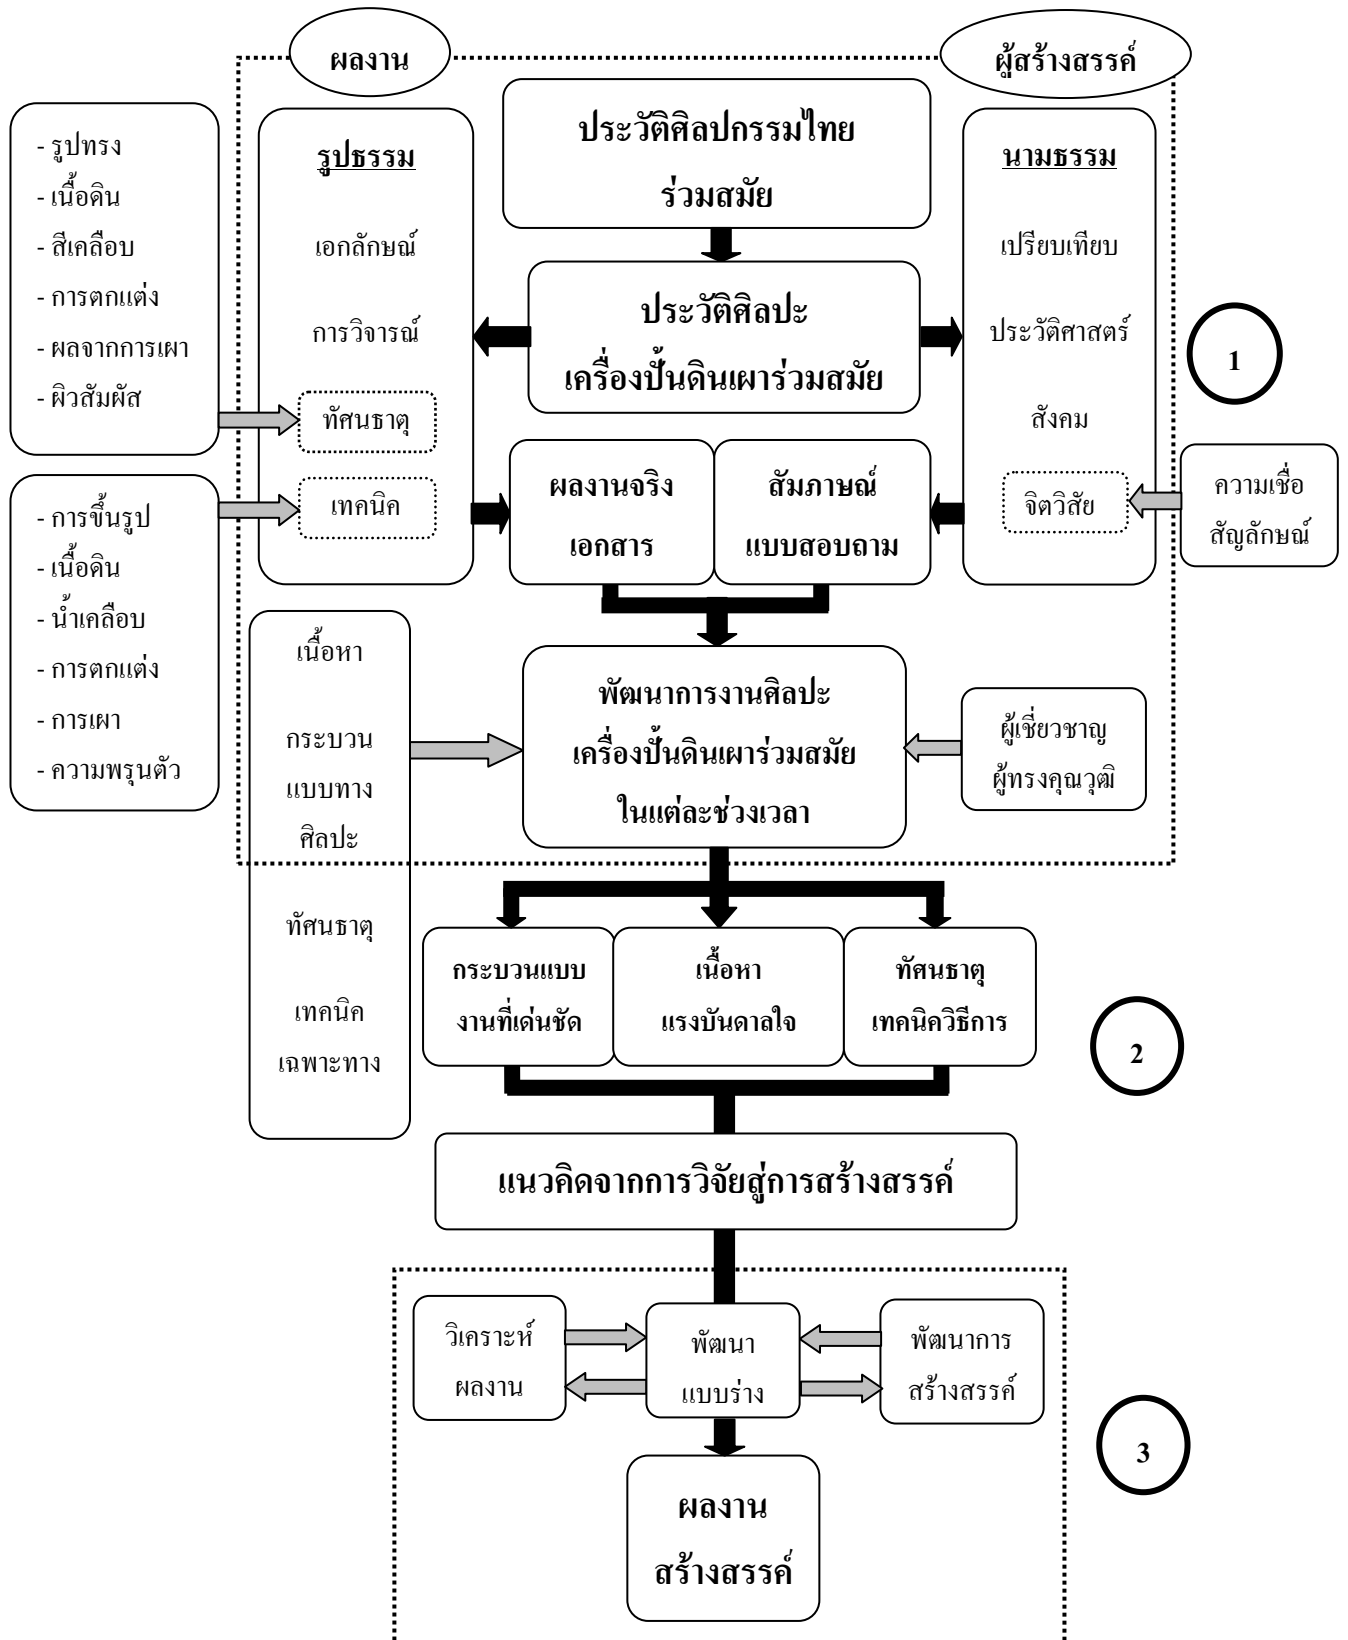 ผลงาน
ผู้สร้างสรรค์
- รูปทรง
- เนื้อดิน
- สีเคลือบ
- การตกแต่ง
- ผลจากการเผา
- ผิวสัมผัส
รูปธรรม
เอกลักษณ์
การวิจารณ์
ทัศนธาตุ
เทคนิค
ประวัติศิลปกรรมไทย
ร่วมสมัย
ประวัติศิลปะ
เครื่องปั้นดินเผาร่วมสมัย
นามธรรม
เปรียบเทียบ
ประวัติศาสตร์
สังคม
จิตวิสัย
1
ความเชื่อ
สัญลักษณ์
ผลงานจริง
เอกสาร
สัมภาษณ์
แบบสอบถาม
- การขึ้นรูป
- เนื้อดิน
- น้ำเคลือบ
- การตกแต่ง
- การเผา
- ความพรุนตัว
เนื้อหา
กระบวน
แบบทาง
ศิลปะ
ทัศนธาตุ
เทคนิค
เฉพาะทาง
พัฒนาการงานศิลปะ
เครื่องปั้นดินเผาร่วมสมัย
ในแต่ละช่วงเวลา
ผู้เชี่ยวชาญ
ผู้ทรงคุณวุฒิ
กระบวนแบบ
งานที่เด่นชัด
เนื้อหา
แรงบันดาลใจ
ทัศนธาตุ
เทคนิควิธีการ
2
แนวคิดจากการวิจัยสู่การสร้างสรรค์
วิเคราะห์
ผลงาน
พัฒนา
แบบร่าง
พัฒนาการ
สร้างสรรค์
3
ผลงาน
สร้างสรรค์